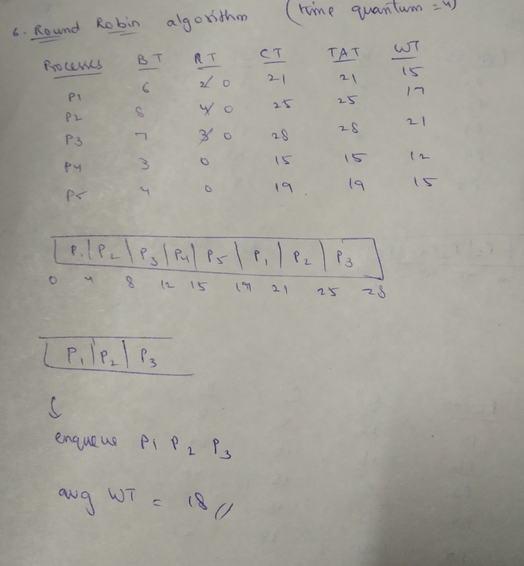 6. Round Robin algorithm (time quantum = 4)
Processes BT RT CT TAT WT
P1 6 2 0 21 21 15
P2 8 4 0 25 25 17
P3 7 3 0 28 28 21
P4 3 0 15 15 12
P5 4 0 19 19 15
P1 P2 P3 P4 P5 P1 P2 P3
0 4 8 12 15 19 21 25 28
P1 P2 P3
enqueue P1 P2 P3
avg WT = 18 //